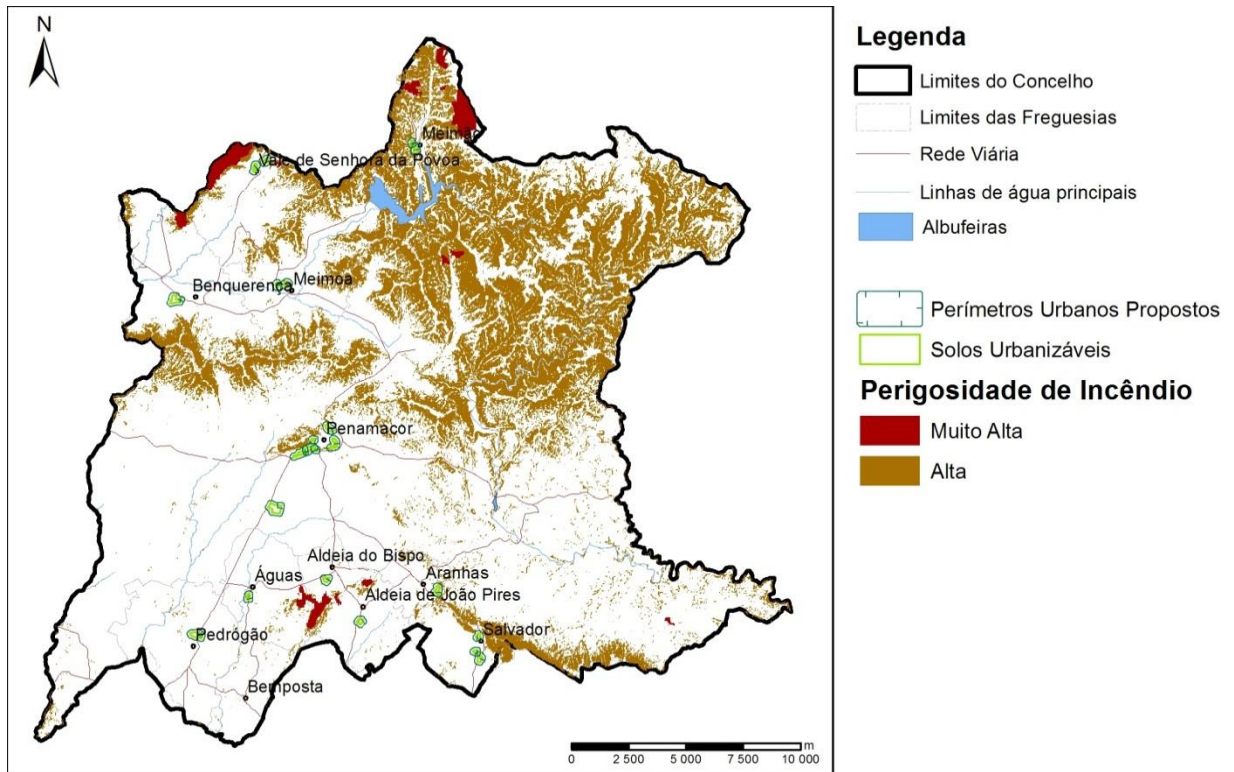 N
Meimão
Vale de Senhora da Póvoa
Benquerença
Meimoa
Penamacor
Aldeia do Bispo
Águas
Aranhas
Aldeia de João Pires
Pedrógão
Salvador
Bemposta
0 2 500 5 000 7 500 10 000 m
Legenda
Limites do Concelho
Limites das Freguesias
Rede Viária
Linhas de água principais
Albufeiras
Perímetros Urbanos Propostos
Solos Urbanizáveis
Perigosidade de Incêndio
Muito Alta
Alta